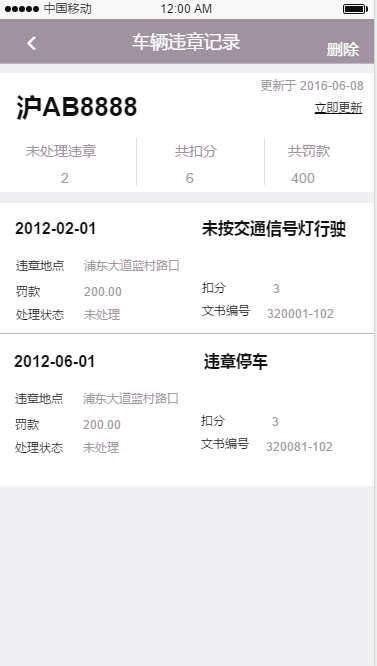 中国移动 12:00 AM
车辆违章记录 删除
更新于 2016-06-08
沪AB8888 立即更新
未处理违章 共扣分 共罚款
2 6 400
2012-02-01 未按交通信号灯行驶
违章地点 浦东大道蓝村路口
扣分 3
罚款 200.00
文书编号 320001-102
处理状态 未处理
2012-06-01 违章停车
违章地点 浦东大道蓝村路口
扣分 3
罚款 200.00
文书编号 320081-102
处理状态 未处理